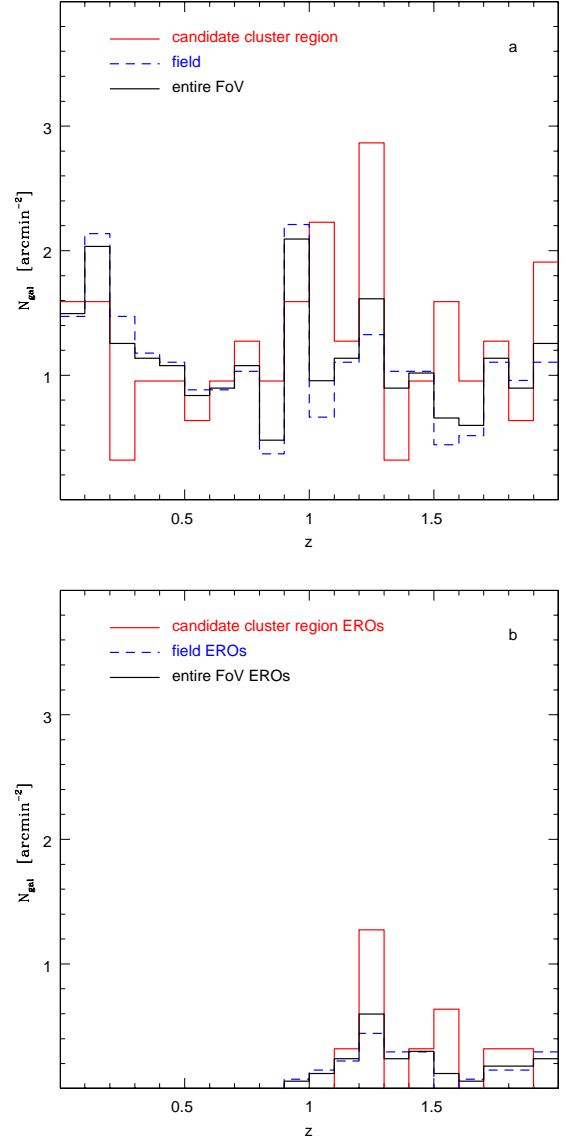 candidate cluster region
a
field
entire FoV
3
2
1
N_gal [arcmin⁻²]
0.5 1 1.5
z
candidate cluster region EROs
b
field EROs
entire FoV EROs
3
2
1
N_gal [arcmin⁻²]
0.5 1 1.5
z